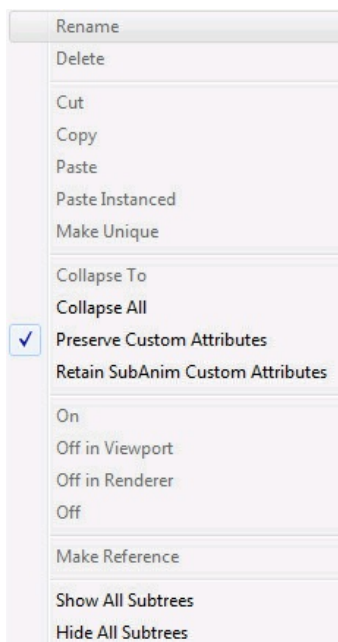 Rename
Delete
Cut
Copy
Paste
Paste Instanced
Make Unique
Collapse To
Collapse All
Preserve Custom Attributes
Retain SubAnim Custom Attributes
On
Off in Viewport
Off in Renderer
Off
Make Reference
Show All Subtrees
Hide All Subtrees